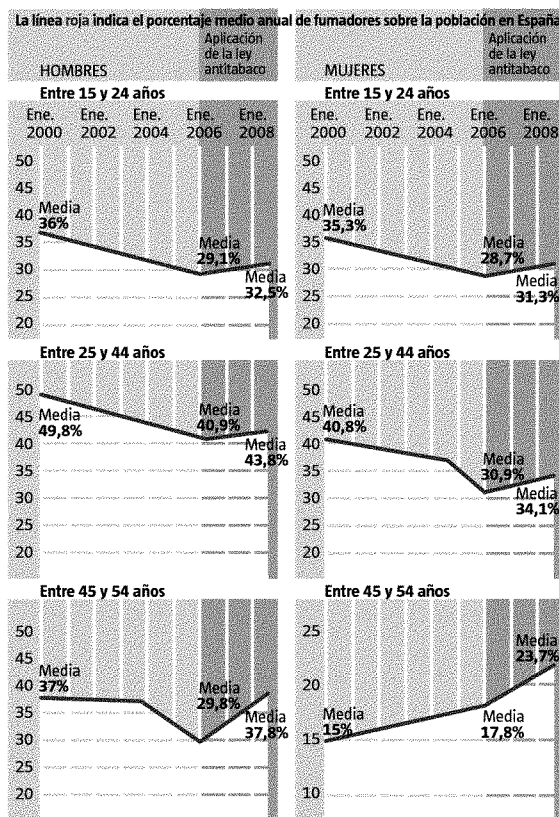 La línea roja indica el porcentaje medio anual de fumadores sobre la población en España
HOMBRES
Aplicación
de la ley
antitabaco
MUJERES
Aplicación
de la ley
antitabaco
Entre 15 y 24 años
Ene. Ene. Ene. Ene. Ene.
2000 2002 2004 2006 2008
50
45
40
35
30
25
20
Media
36%
Media
29,1%
Media
32,5%
Entre 15 y 24 años
Ene. Ene. Ene. Ene. Ene.
2000 2002 2004 2006 2008
50
45
40
35
30
25
20
Media
35,3%
Media
28,7%
Media
31,3%
Entre 25 y 44 años
50
45
40
35
30
25
20
Media
49,8%
Media
40,9%
Media
43,8%
Entre 25 y 44 años
50
45
40
35
30
25
20
Media
40,8%
Media
30,9%
Media
34,1%
Entre 45 y 54 años
50
45
40
35
30
25
20
Media
37%
Media
29,8%
Media
37,8%
Entre 45 y 54 años
25
20
15
10
Media
15%
Media
17,8%
Media
23,7%